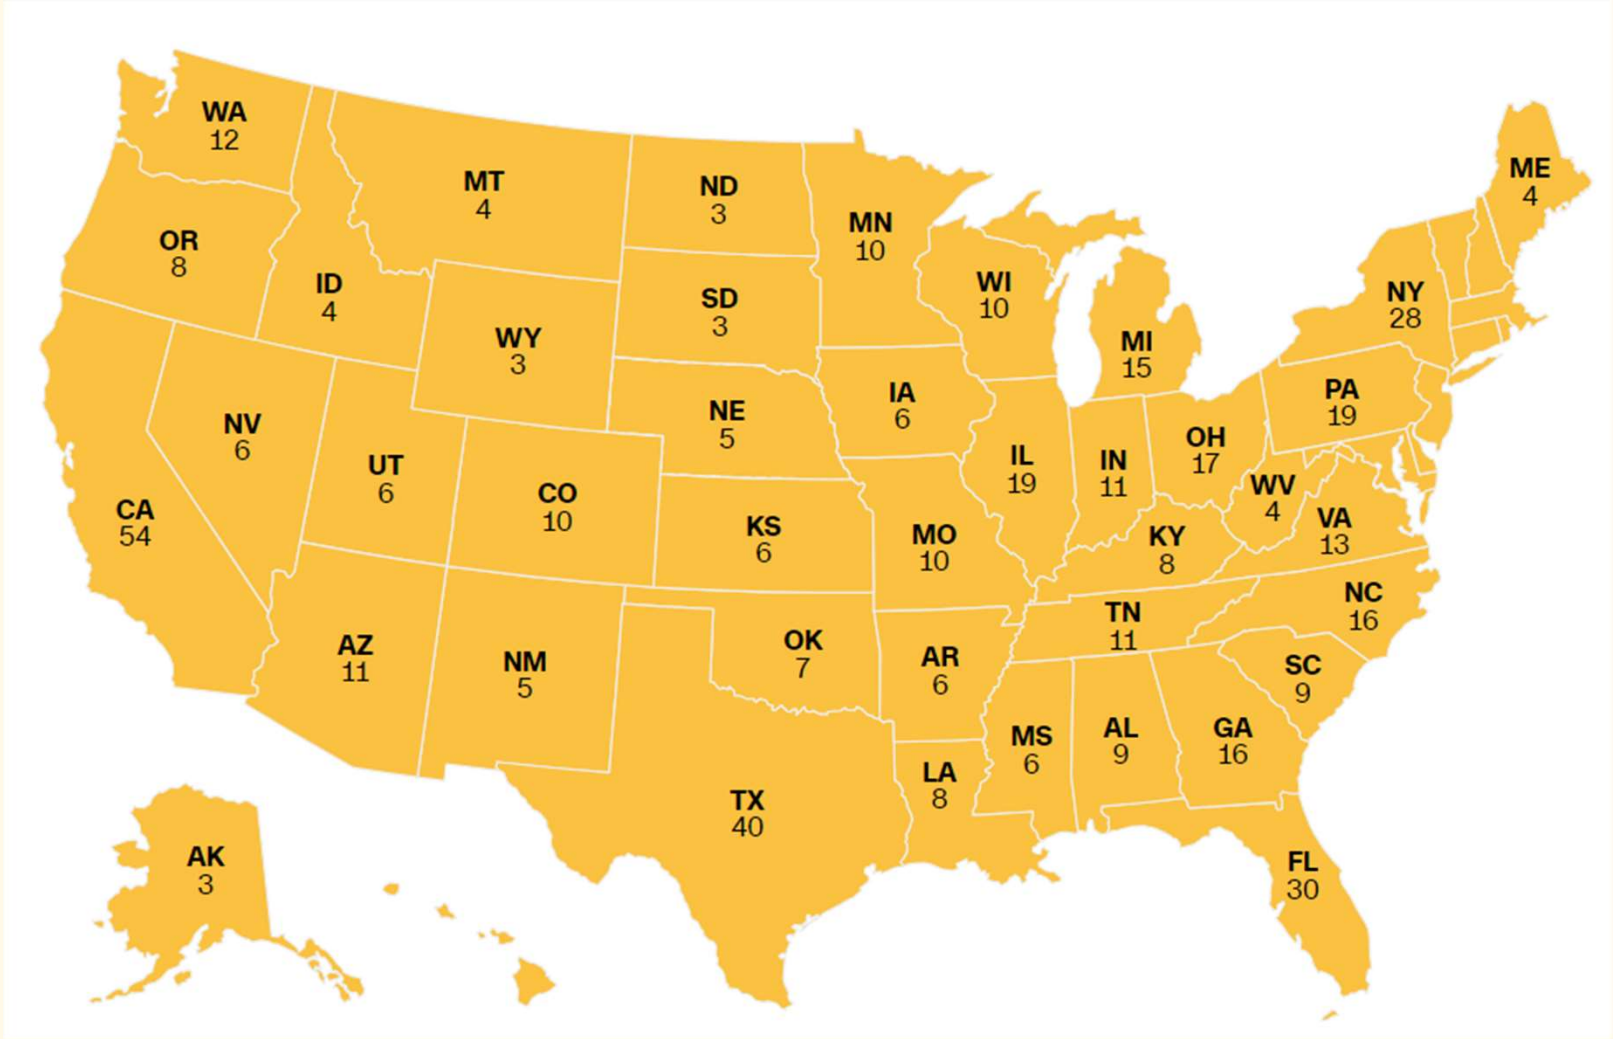 WA
12
MT
4
ND
3
MN
10
ME
4
OR
8
ID
4
WY
3
SD
3
WI
10
MI
15
NY
28
NV
6
UT
6
CO
10
NE
5
IA
6
IL
19
IN
11
OH
17
PA
19
CA
54
KS
6
MO
10
KY
8
WV
4
VA
13
AZ
11
NM
5
OK
7
AR
6
TN
11
NC
16
SC
9
TX
40
LA
8
MS
6
AL
9
GA
16
AK
3
FL
30